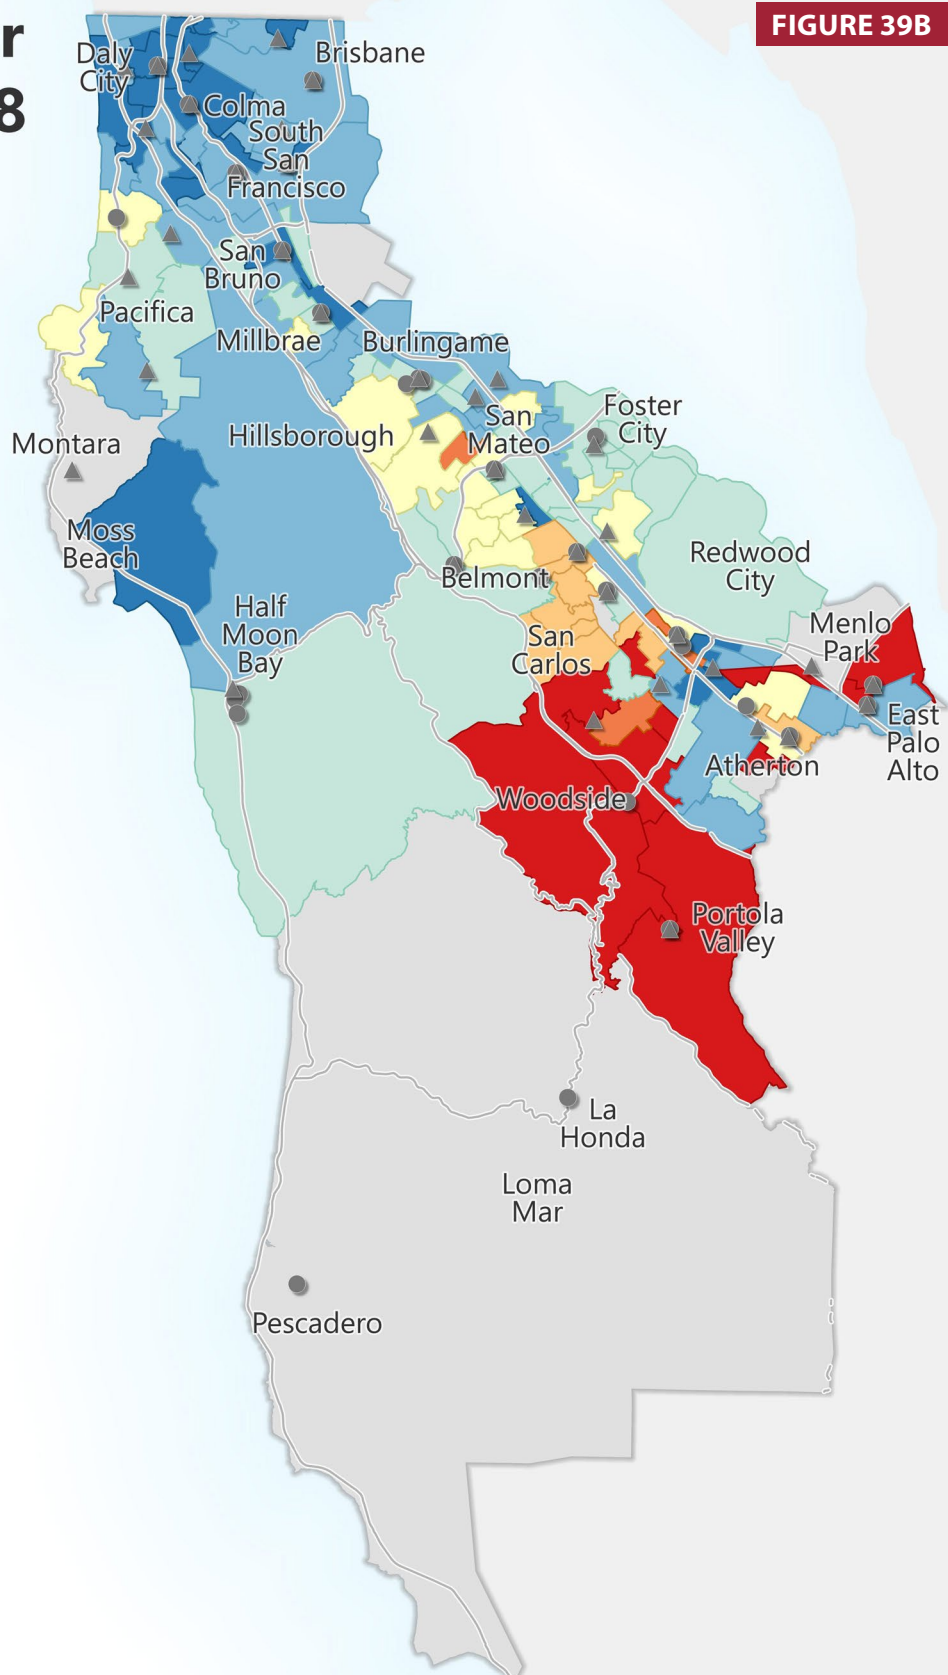 r
8
FIGURE 39B
Daly
City
Brisbane
Colma
South
San
Francisco
San
Bruno
Pacifica
Millbrae
Burlingame
Hillsborough
San
Mateo
Foster
City
Montara
Moss
Beach
Belmont
Redwood
City
Half
Moon
Bay
San
Carlos
Menlo
Park
East
Palo
Alto
Atherton
Woodside
Portola
Valley
La
Honda
Loma
Mar
Pescadero